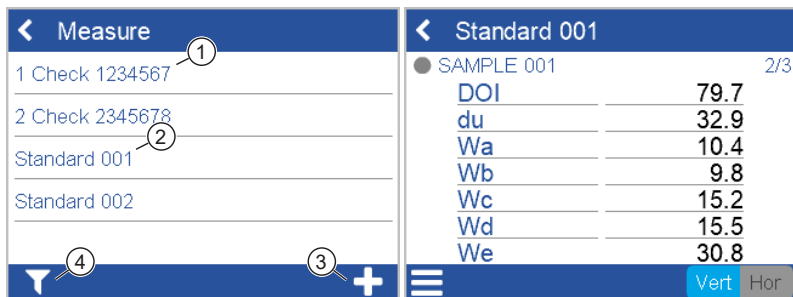 Measure
1
1 Check 1234567
2 Check 2345678
2
Standard 001
Standard 002
4
3
Standard 001
SAMPLE 001 2/3
DOI 79.7
du 32.9
Wa 10.4
Wb 9.8
Wc 15.2
Wd 15.5
We 30.8
Vert Hor